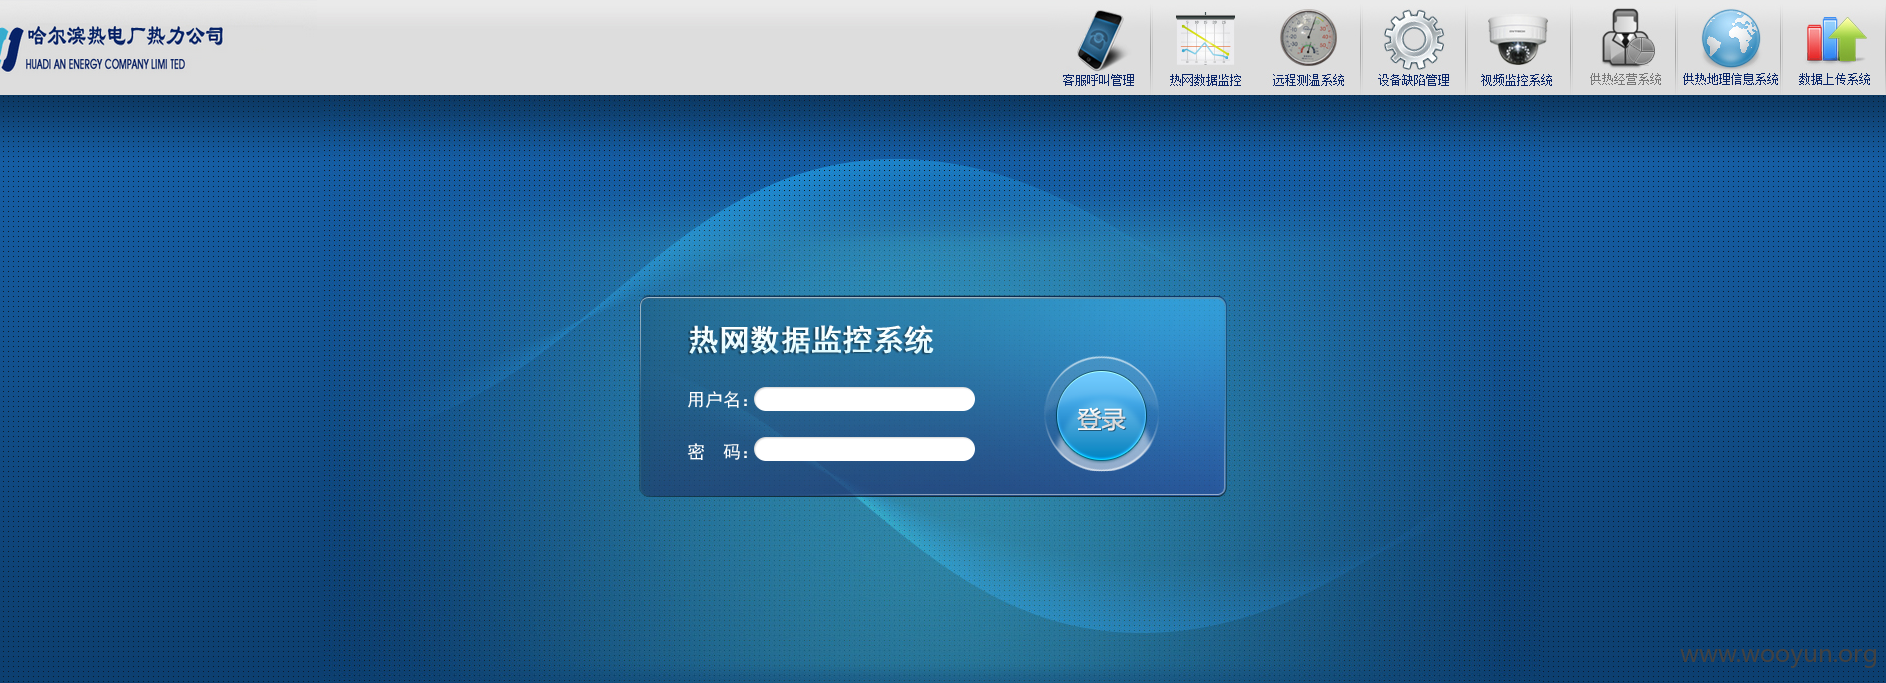 哈尔滨热电厂热力公司
HUADI AN ENERGY COMPANY LIMI TED
客服呼叫管理
热网数据监控
远程测温系统
设备缺陷管理
视频监控系统
供热经营系统
供热地理信息系统
数据上传系统
热网数据监控系统
用户名：
密 码：
登录
www.wooyun.org